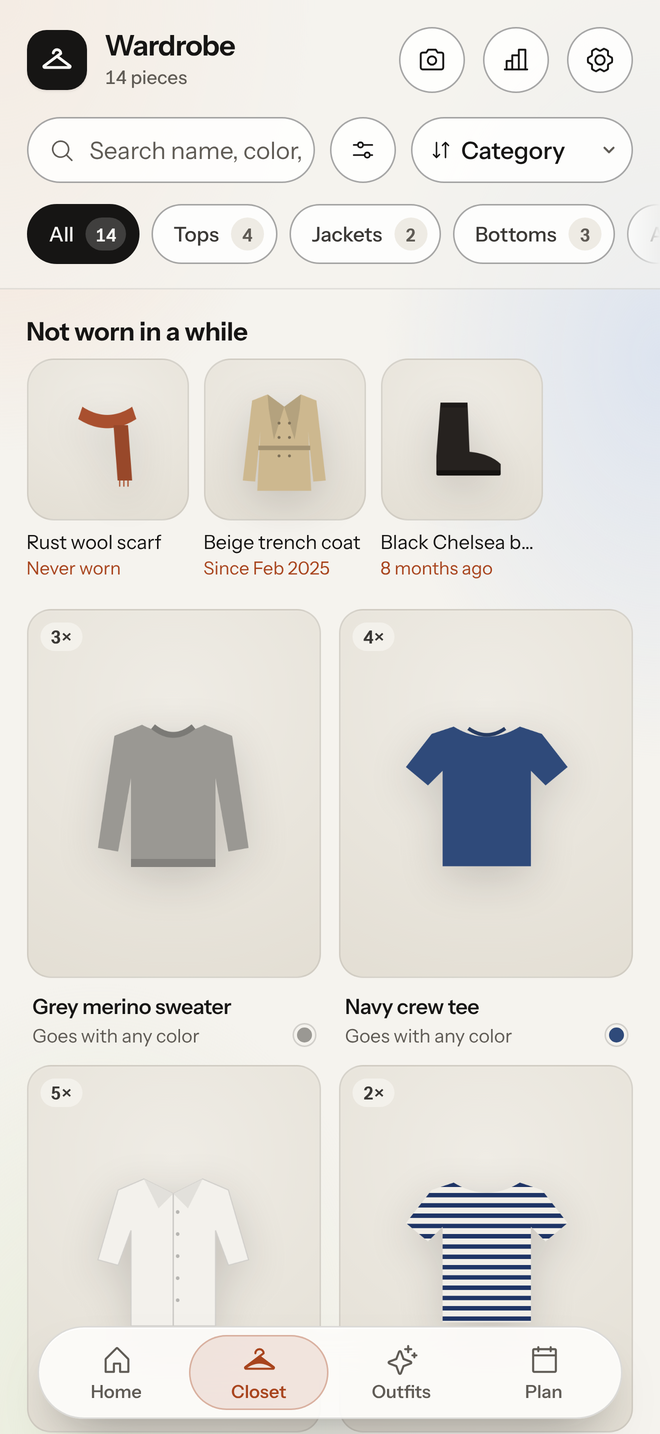 Wardrobe
14 pieces
Search name, color,
Category
All 14
Tops 4
Jackets 2
Bottoms 3
Not worn in a while
Rust wool scarf
Never worn
Beige trench coat
Since Feb 2025
Black Chelsea b...
8 months ago
3×
4×
Grey merino sweater
Goes with any color
Navy crew tee
Goes with any color
5×
2×
Home
Closet
Outfits
Plan